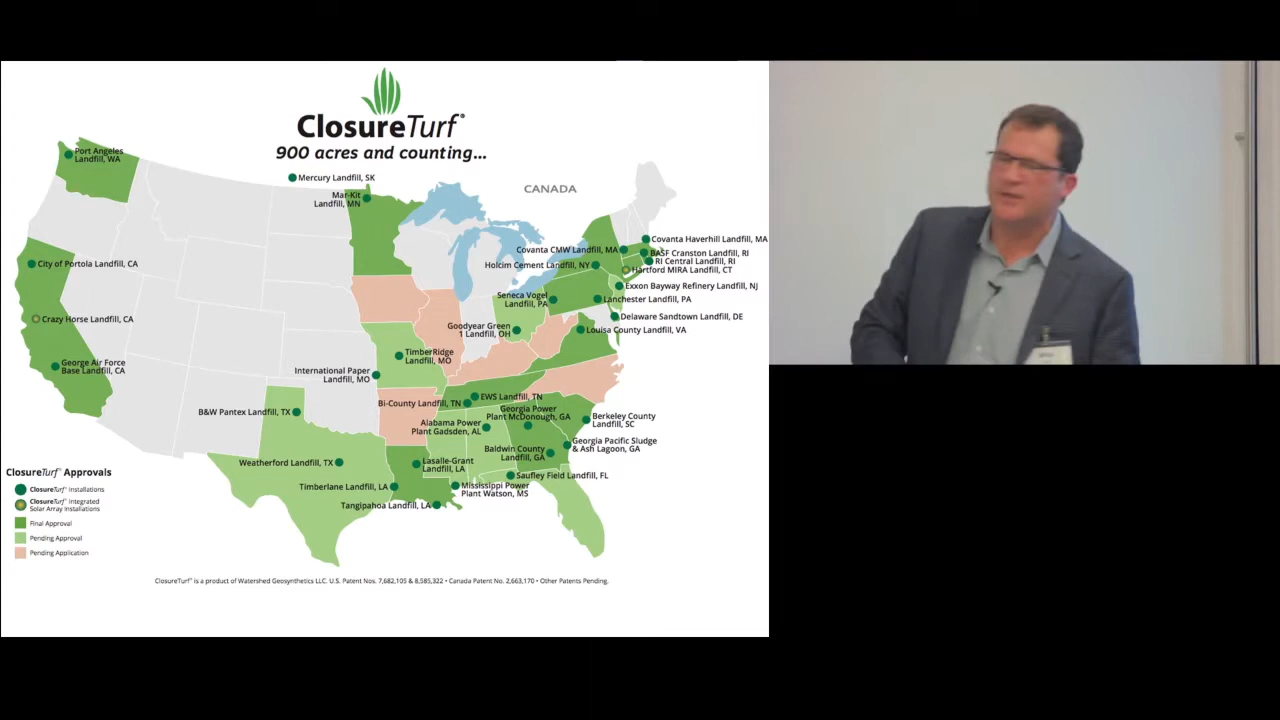 ClosureTurf®
900 acres and counting...
CANADA
Port Angeles
Landfill, WA
Mercury Landfill, SK
Mar-Kit
Landfill, MN
City of Portola Landfill, CA
Crazy Horse Landfill, CA
George Air Force
Base Landfill, CA
Covanta Haverhill Landfill, MA
Covanta CMW Landfill, MA
BASF Cranston Landfill, RI
RI Central Landfill, RI
Holcim Cement Landfill, NY
Hartford MIRA Landfill, CT
Exxon Bayway Refinery Landfill, NJ
Seneca Vogel
Landfill, PA
Lanchester Landfill, PA
Delaware Sandtown Landfill, DE
Goodyear Green
1 Landfill, OH
Louisa County Landfill, VA
TimberRidge
Landfill, MO
International Paper
Landfill, MO
B&W Pantex Landfill, TX
Bi-County Landfill, TN
EWS Landfill, TN
Georgia Power
Plant McDonough, GA
Berkeley County
Landfill, SC
Alabama Power
Plant Gadsden, AL
Georgia Pacific Sludge
& Ash Lagoon, GA
Baldwin County
Landfill, GA
Weatherford Landfill, TX
Lasalle-Grant
Landfill, LA
Saufley Field Landfill, FL
Timberlane Landfill, LA
Mississippi Power
Plant Watson, MS
Tangipahoa Landfill, LA
ClosureTurf® Approvals
ClosureTurf® Installations
ClosureTurf® Integrated
Solar Array Installations
Final Approval
Pending Approval
Pending Application
ClosureTurf® is a product of Watershed Geosynthetics LLC. U.S. Patent Nos. 7,682,105 & 8,585,322 • Canada Patent No. 2,663,170 • Other Patents Pending.